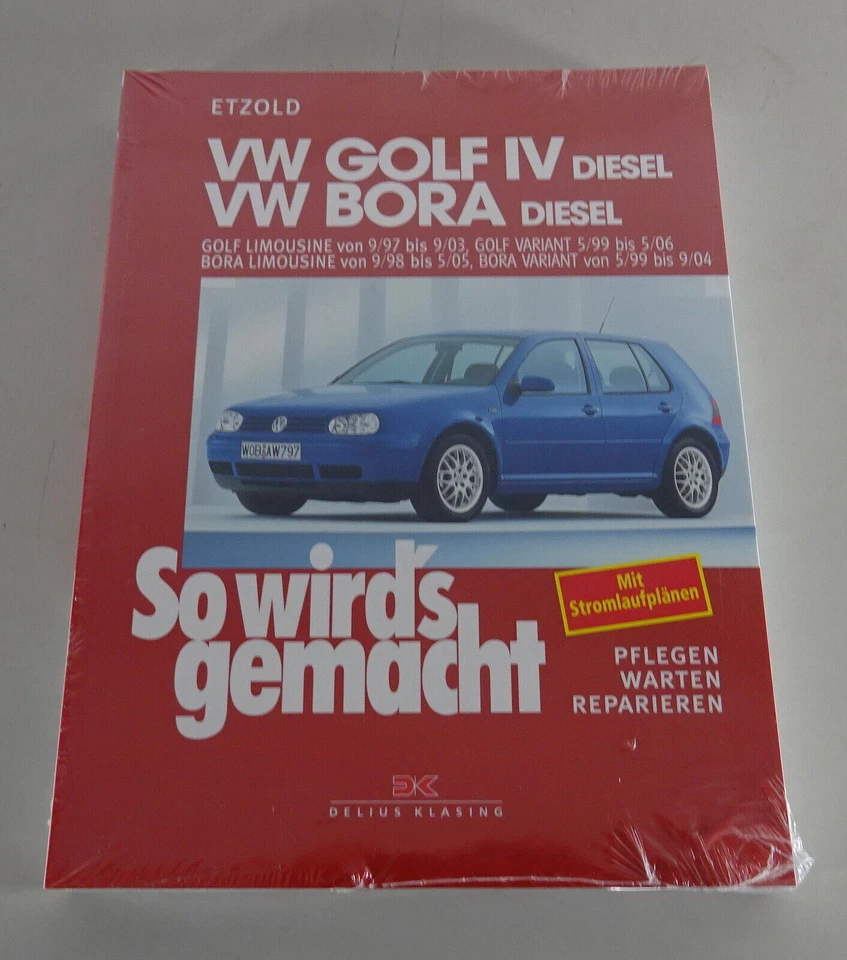 ETZOLD
VW GOLF IV DIESEL
VW BORA DIESEL
GOLF LIMOUSINE von 9/97 bis 9/03, GOLF VARIANT 5/99 bis 5/06
BORA LIMOUSINE von 9/98 bis 5/05, BORA VARIANT von 5/99 bis 9/04
WOB AW797
So wird's
gemacht
Mit
Stromlaufplänen
PFLEGEN
WARTEN
REPARIEREN
DK
DELIUS KLASING